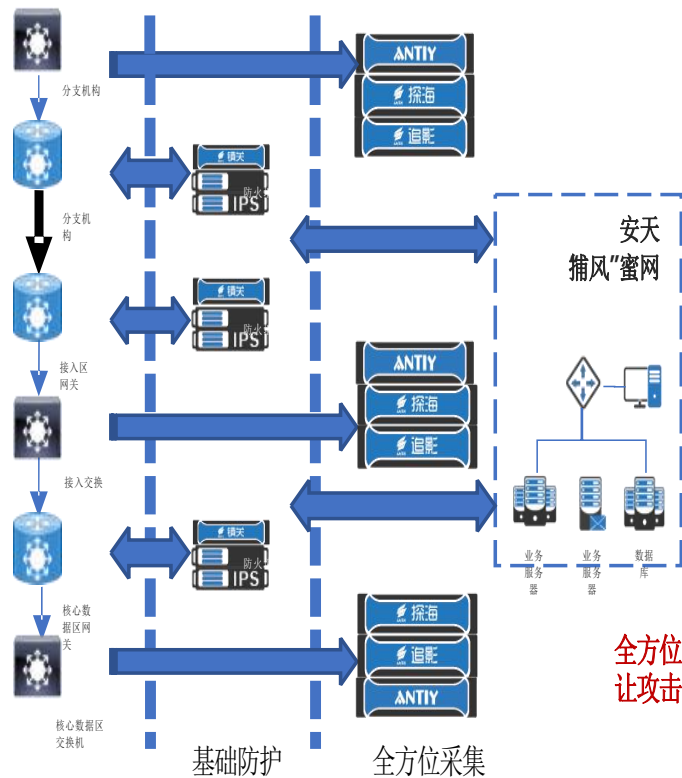 ANTIY
分支机构
探海
追影
镇关
防火
IPS
分支机
构
安天
捕风”蜜网
镇关
防火
IPS
ANTIY
接入区
网关
探海
追影
接入交换
镇关
防火
IPS
业务
服务
器
业务
服务
器
数据
库
核心数
据区网
关
探海
追影
ANTIY
全方位
让攻击
核心数据区
交换机
基础防护
全方位采集